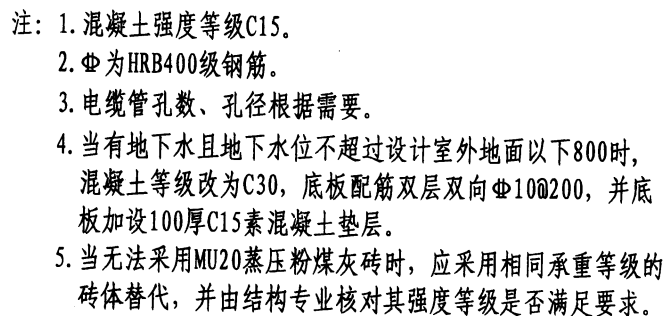 注：1.混凝土强度等级C15。
2.Φ为HRB400级钢筋。
3.电缆管孔数、孔径根据需要。
4.当有地下水且地下水位不超过设计室外地面以下800时，
混凝土等级改为C30，底板配筋双层双向Φ10@200，并底
板加设100厚C15素混凝土垫层。
5.当无法采用MU20蒸压粉煤灰砖时，应采用相同承重等级的
砖体替代，并由结构专业核对其强度等级是否满足要求。